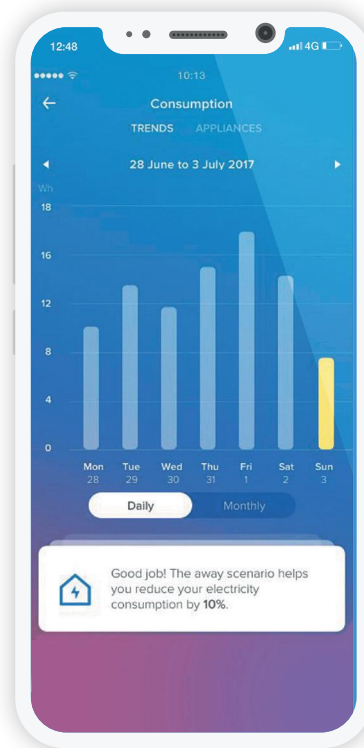 12:48
4G
10:13
Consumption
TRENDS APPLIANCES
28 June to 3 July 2017
Wh
18
16
12
8
4
0
Mon Tue Wed Thu Fri Sat Sun
28 29 30 31 1 2 3
Daily Monthly
Good job! The away scenario helps
you reduce your electricity
consumption by 10%.